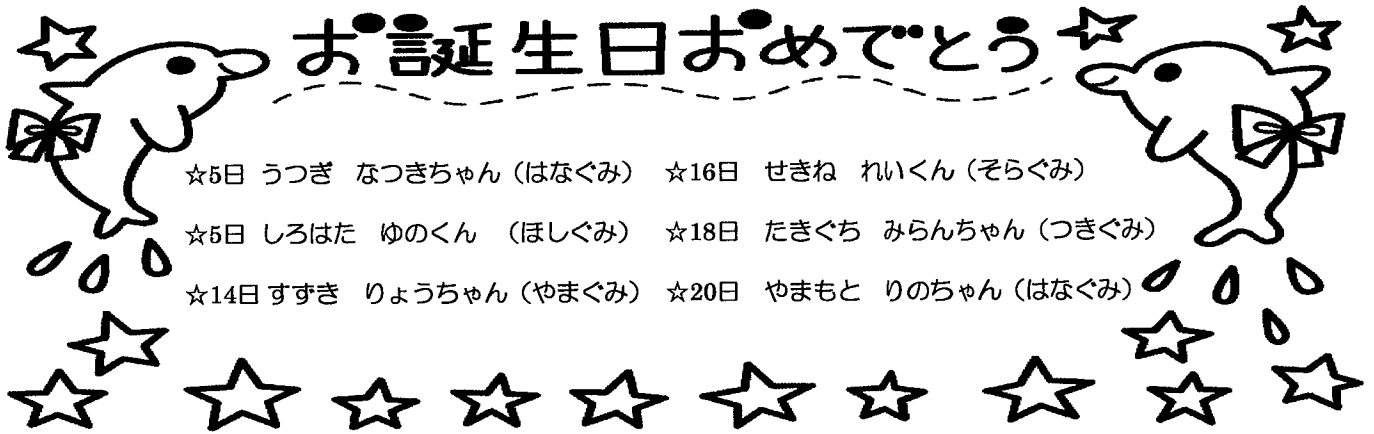 お誕生日おめでとう
☆5日 うつぎ なつきちゃん（はなぐみ） ☆16日 せきね れいくん（そらぐみ）
☆5日 しろはた ゆのくん （ほしぐみ） ☆18日 たきぐち みらんちゃん（つきぐみ）
☆14日 すずき りょうちゃん（やまぐみ） ☆20日 やまもと りのちゃん（はなぐみ）